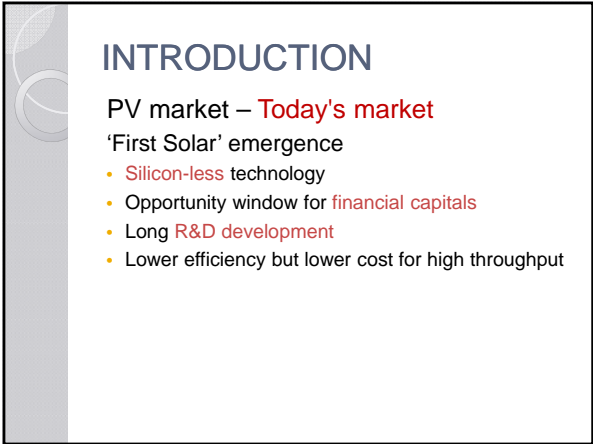 INTRODUCTION
PV market – Today's market
‘First Solar’ emergence
• Silicon-less technology
• Opportunity window for financial capitals
• Long R&D development
• Lower efficiency but lower cost for high throughput